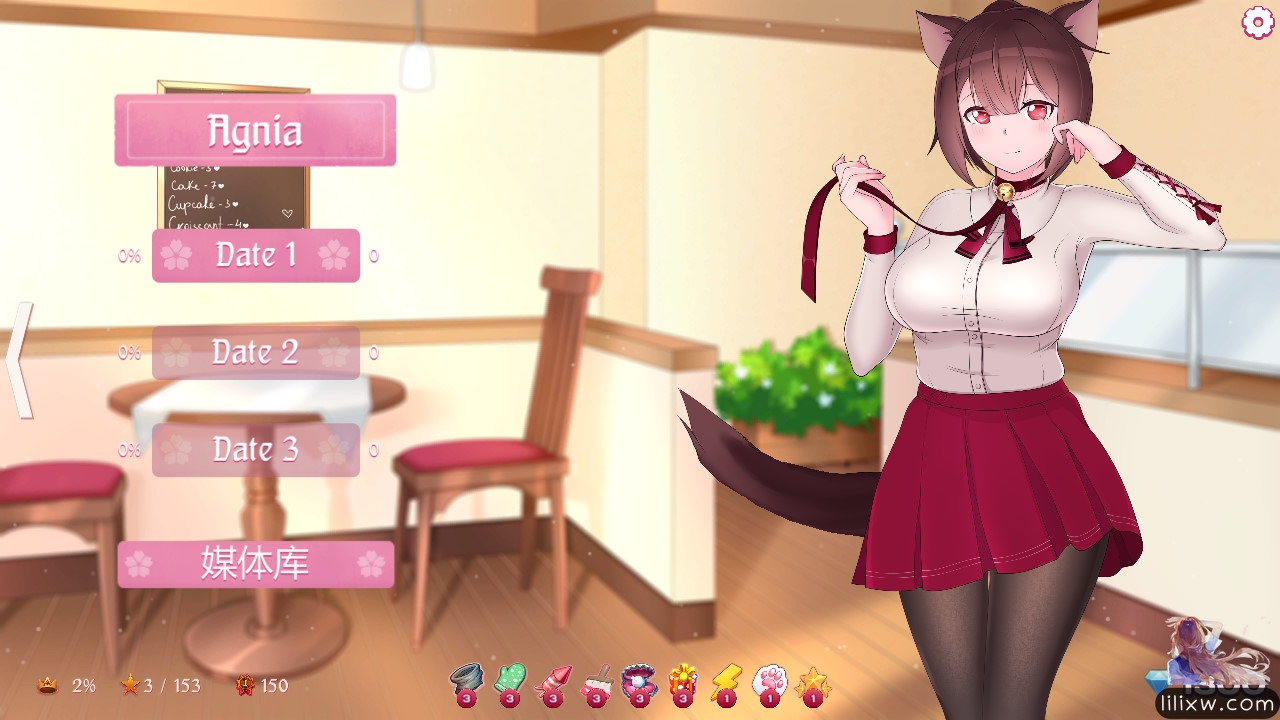 Agnia
Cookie - 5♥
Cake - 7♥
Cupcake - 3♥
Croissant - 4♥
0% Date 1 0
0% Date 2 0
0% Date 3 0
媒体库
2% 3 / 153 150
3 3 3 3 3 3 1 1 1
lilixw.com